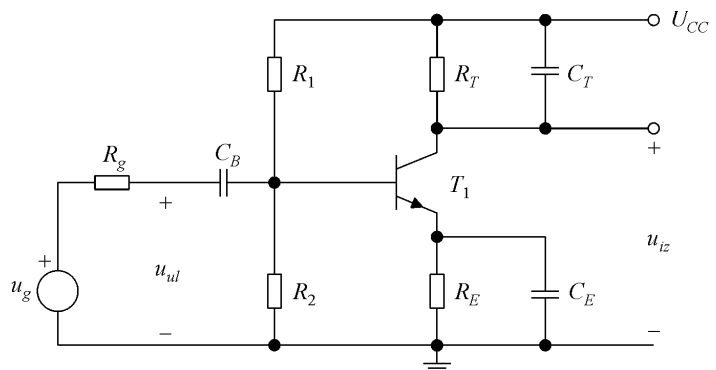 U_CC
R_1
R_T
C_T
R_g
C_B
+
T_1
+
+
u_g
u_ul
R_2
R_E
C_E
u_iz
–
–